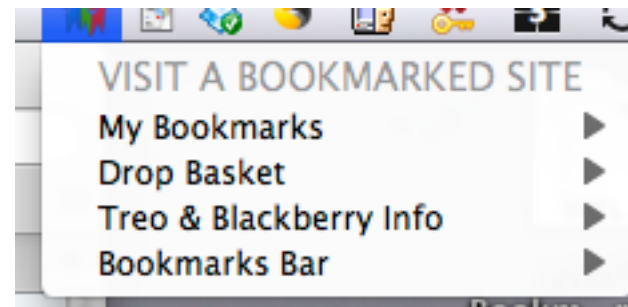 VISIT A BOOKMARKED SITE
My Bookmarks
Drop Basket
Treo & Blackberry Info
Bookmarks Bar